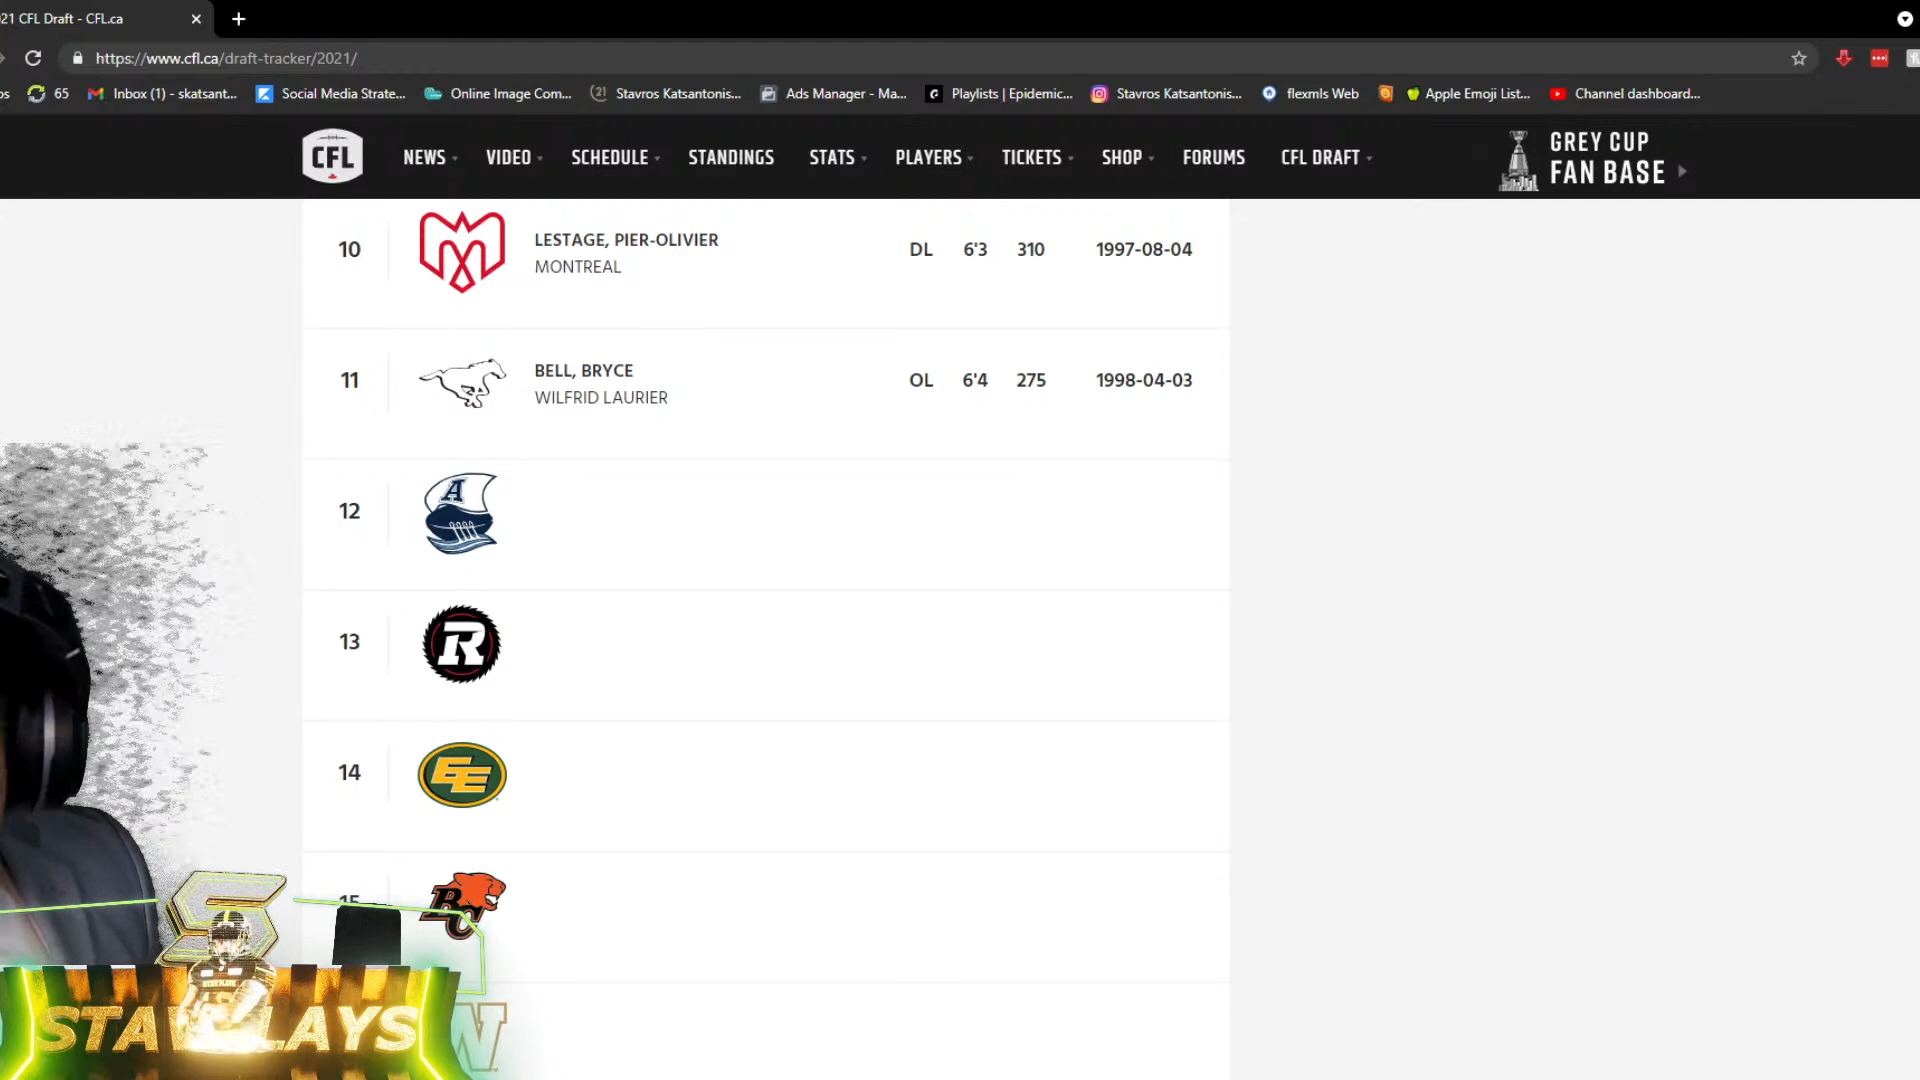 21 CFL Draft - CFL.ca
https://www.cfl.ca/draft-tracker/2021/
os
65
Inbox (1) - skatsant...
Social Media Strate...
Online Image Com...
Stavros Katsantonis...
Ads Manager - Ma...
Playlists | Epidemic...
Stavros Katsantonis...
flexmls Web
Apple Emoji List...
Channel dashboard...
CFL
NEWS
VIDEO
SCHEDULE
STANDINGS
STATS
PLAYERS
TICKETS
SHOP
FORUMS
CFL DRAFT
GREY CUP
FAN BASE
10
LESTAGE, PIER-OLIVIER
MONTREAL
DL 6'3 310 1997-08-04
11
BELL, BRYCE
WILFRID LAURIER
OL 6'4 275 1998-04-03
12
A
13
R
14
EE
15
BC
W
S